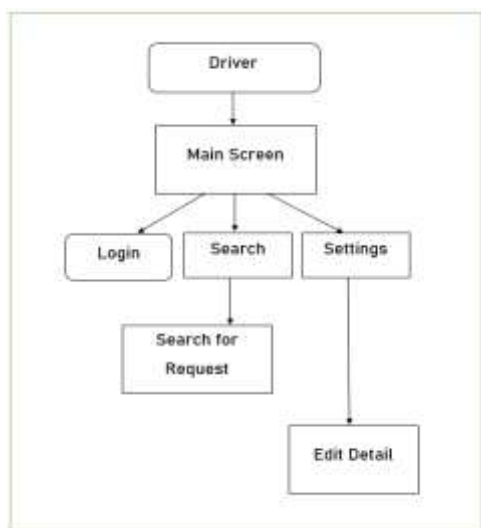 Driver
Main Screen
Login
Search
Settings
Search for
Request
Edit Detail